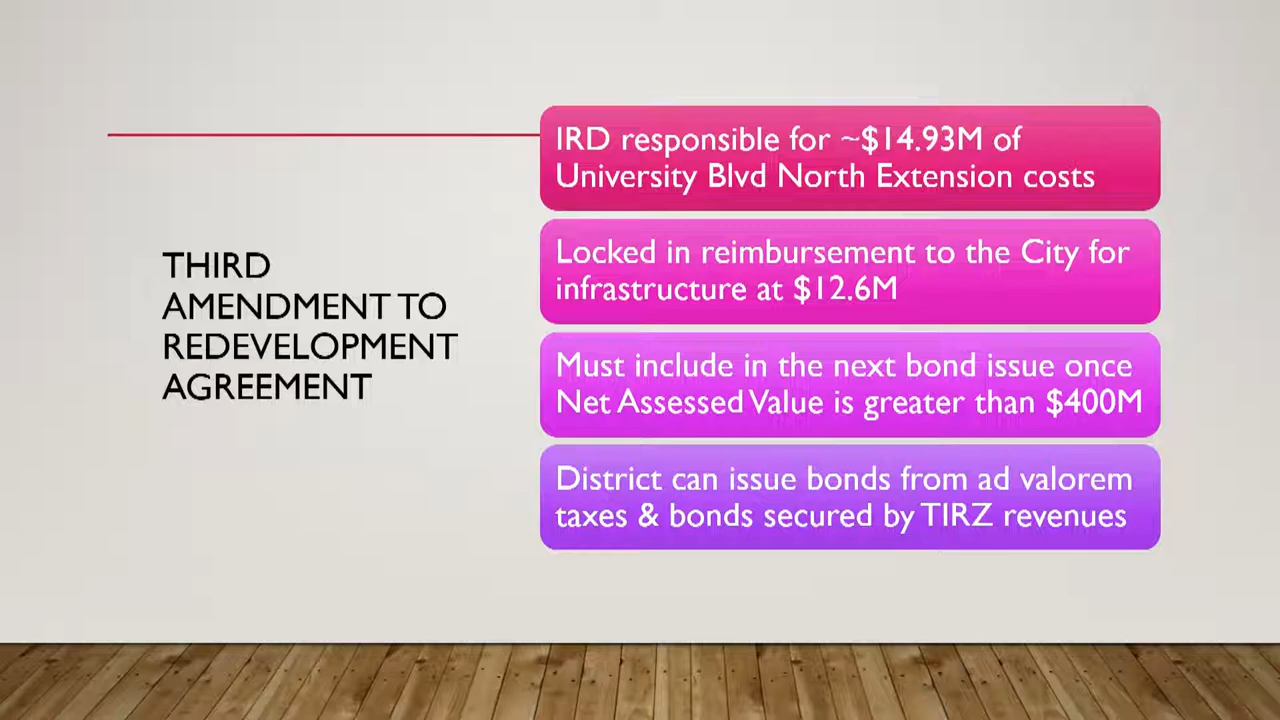 THIRD
AMENDMENT TO
REDEVELOPMENT
AGREEMENT
IRD responsible for ~$14.93M of
University Blvd North Extension costs
Locked in reimbursement to the City for
infrastructure at $12.6M
Must include in the next bond issue once
Net Assessed Value is greater than $400M
District can issue bonds from ad valorem
taxes & bonds secured by TIRZ revenues